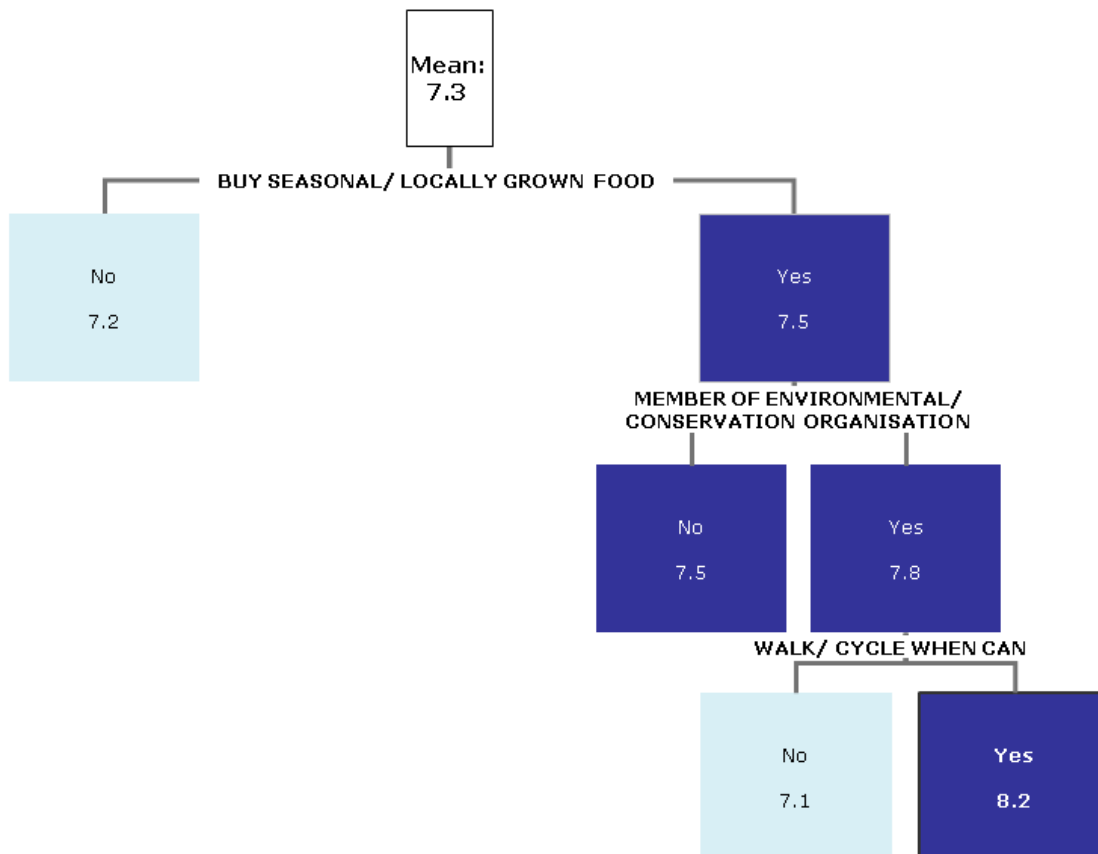 Mean:
7.3
BUY SEASONAL/ LOCALLY GROWN FOOD
No
7.2
Yes
7.5
MEMBER OF ENVIRONMENTAL/
CONSERVATION ORGANISATION
No
7.5
Yes
7.8
WALK/ CYCLE WHEN CAN
No
7.1
Yes
8.2